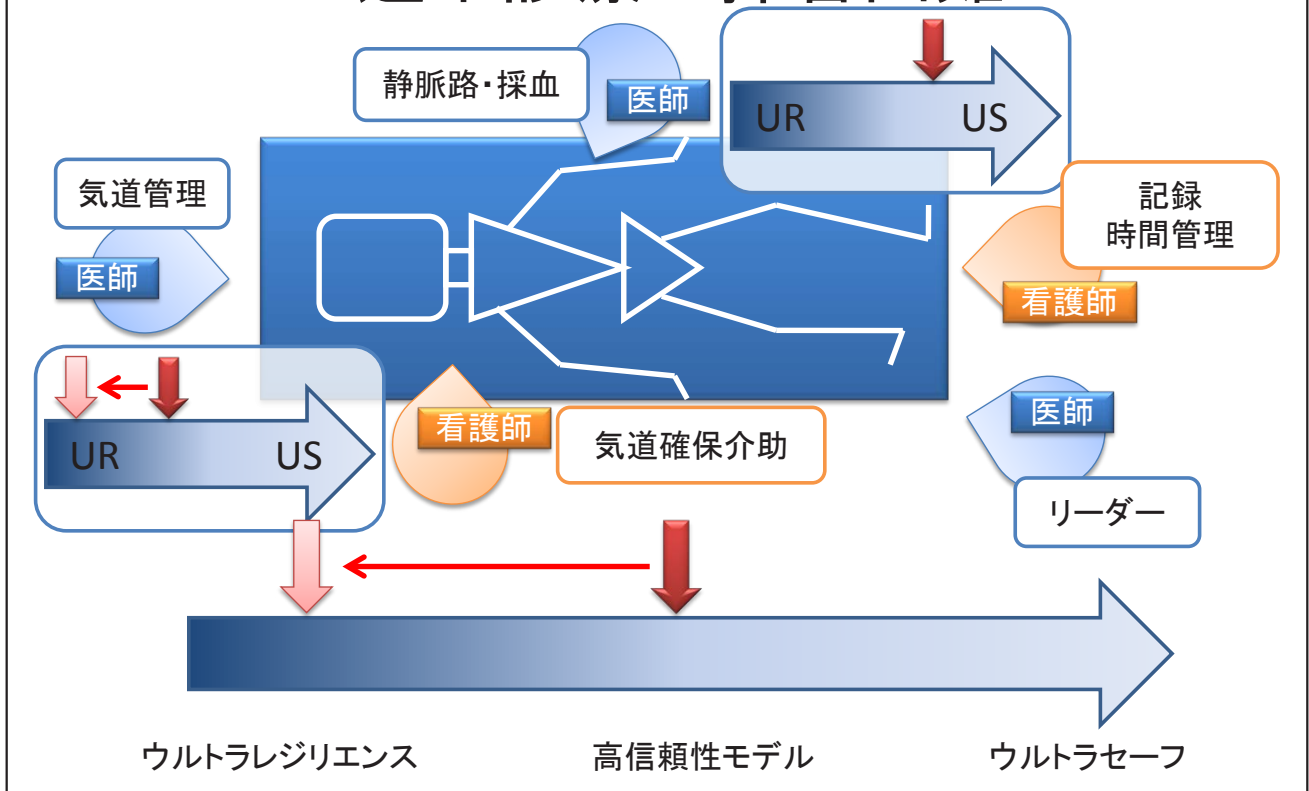 静脈路・採血
医師
UR US
気道管理
医師
記録
時間管理
看護師
UR US
看護師
気道確保介助
医師
リーダー
ウルトラレジリエンス
高信頼性モデル
ウルトラセーフ